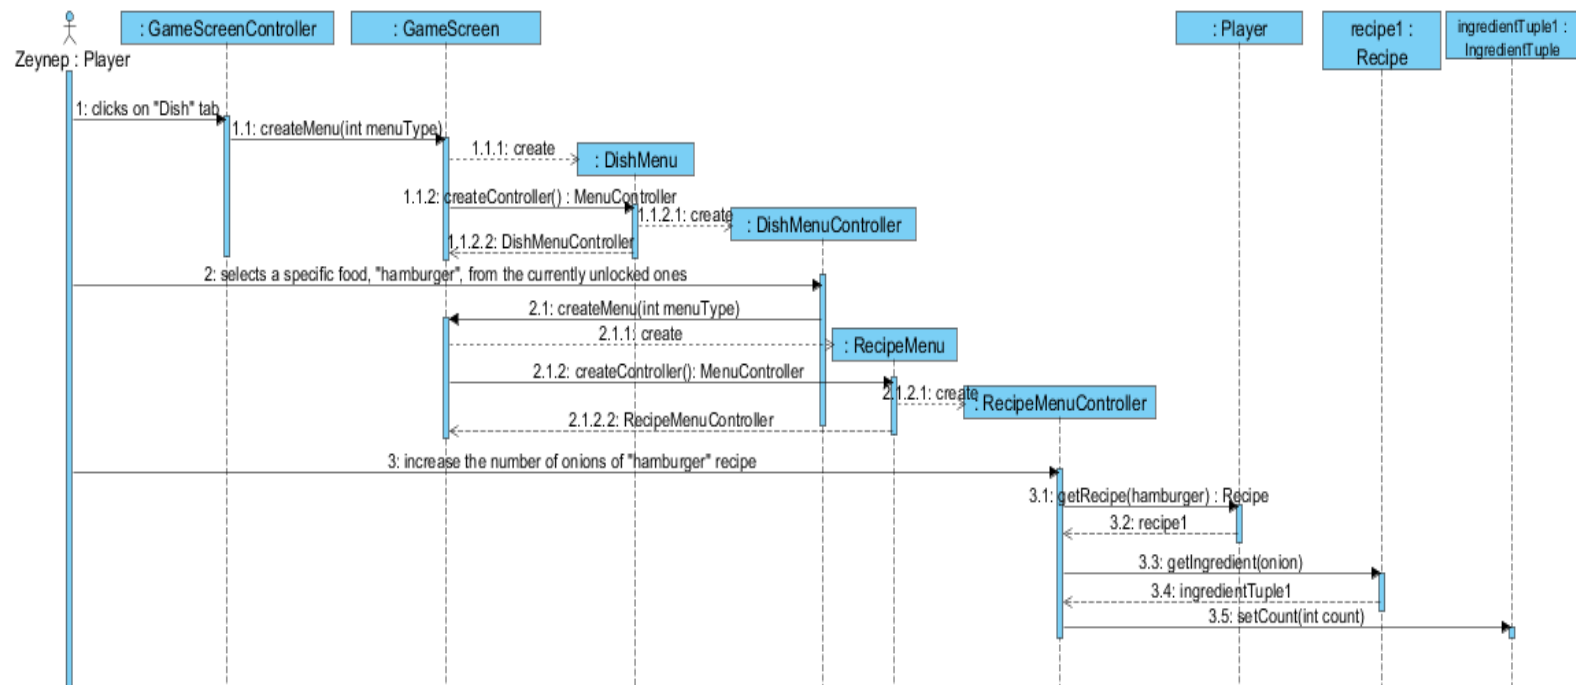 : GameScreenController
: GameScreen
: Player
recipe1 :
Recipe
ingredientTuple1 :
IngredientTuple
Zeynep : Player
1: clicks on "Dish" tab
1.1: createMenu(int menuType)
1.1.1: create
: DishMenu
1.1.2: createController() : MenuController
1.1.2.1: create
: DishMenuController
1.1.2.2: DishMenuController
2: selects a specific food, "hamburger", from the currently unlocked ones
2.1: createMenu(int menuType)
2.1.1: create
: RecipeMenu
2.1.2: createController(): MenuController
2.1.2.1: create
: RecipeMenuController
2.1.2.2: RecipeMenuController
3: increase the number of onions of "hamburger" recipe
3.1: getRecipe(hamburger) : Recipe
3.2: recipe1
3.3: getIngredient(onion)
3.4: ingredientTuple1
3.5: setCount(int count)